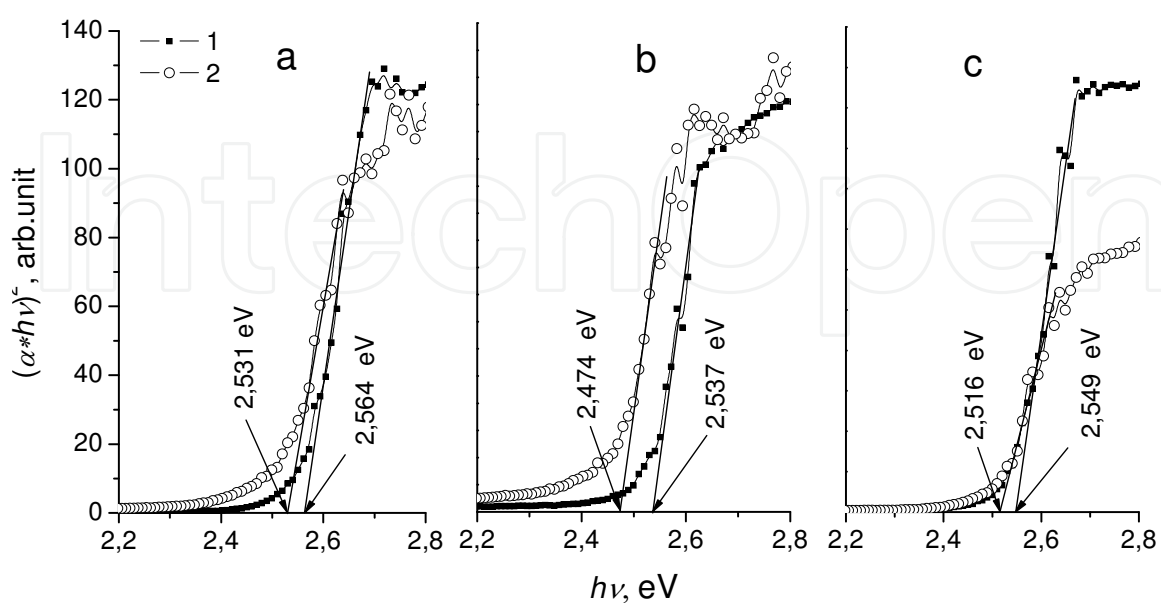 140
120
100
80
60
40
20
0
(α*hν)², arb.unit
1
2
a
b
c
2,531 eV
2,564 eV
2,474 eV
2,537 eV
2,516 eV
2,549 eV
2,2 2,4 2,6 2,8
2,2 2,4 2,6 2,8
2,2 2,4 2,6 2,8
hν, eV
IntechOpen